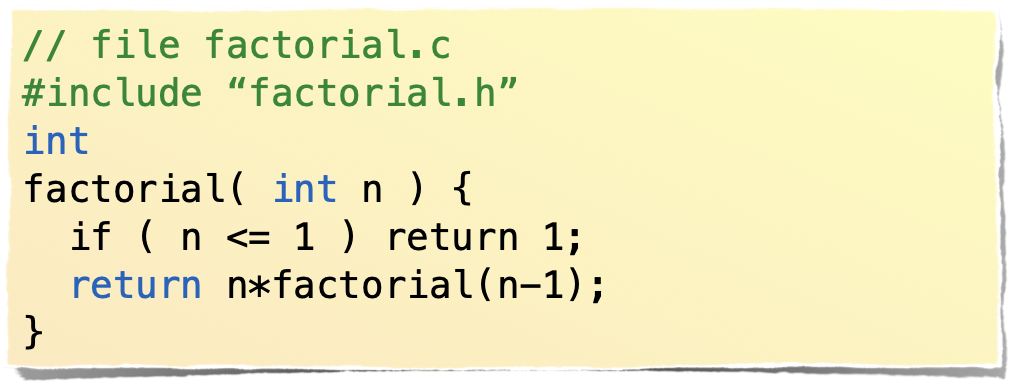 // file factorial.c
#include “factorial.h”
int
factorial( int n ) {
  if ( n <= 1 ) return 1;
  return n*factorial(n-1);
}